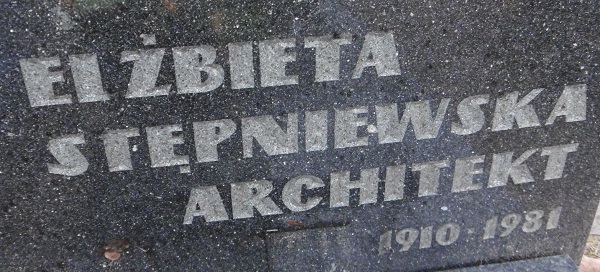 ELŻBIETA
STĘPNIEWSKA
ARCHITEKT
1910-1981